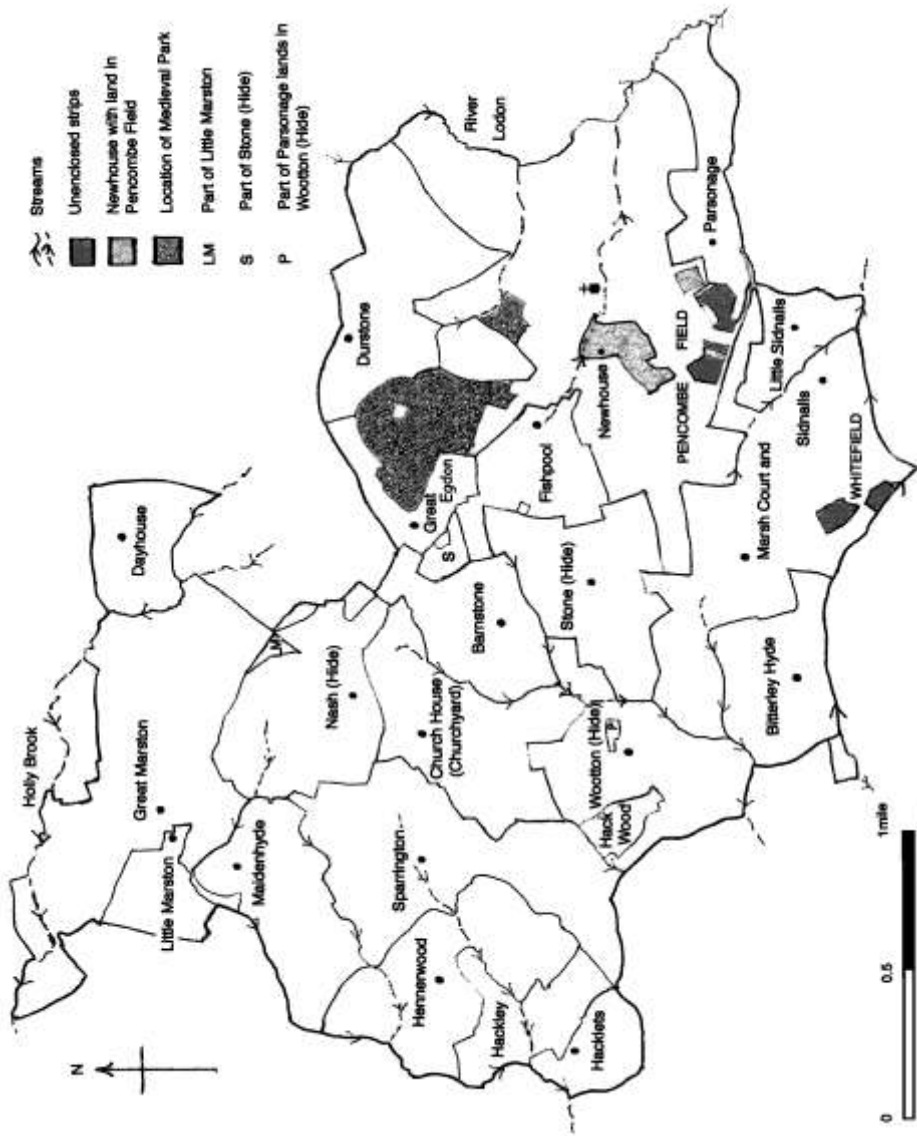 Streams
Unenclosed strips
Newhouse with land in
Pencombe Field
Location of Medieval Park
LM Part of Little Marston
S Part of Stone (Hide)
P Part of Parsonage lands in
Wootton (Hide)
N
Holly Brook
Great Marston
Little Marston
Maidenhyde
Dayhouse
LM
Nash (Hide)
Church House
(Churchyard)
Sparrington
Hennerwood
Hackley
Hacklets
Hack
Wood
Wootton (Hide)
P
Barnstone
S
Great
Egdon
Durstone
River
Lodon
Fishpool
Stone (Hide)
Newhouse
PENCOMBE FIELD
Parsonage
Little Sidnalls
Marsh Court and
Sidnalls
WHITEFIELD
Bitterley Hyde
0 0.5 1mile